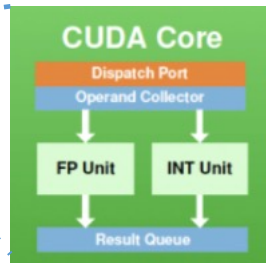 CUDA Core
Dispatch Port
Operand Collector
FP Unit INT Unit
Result Queue